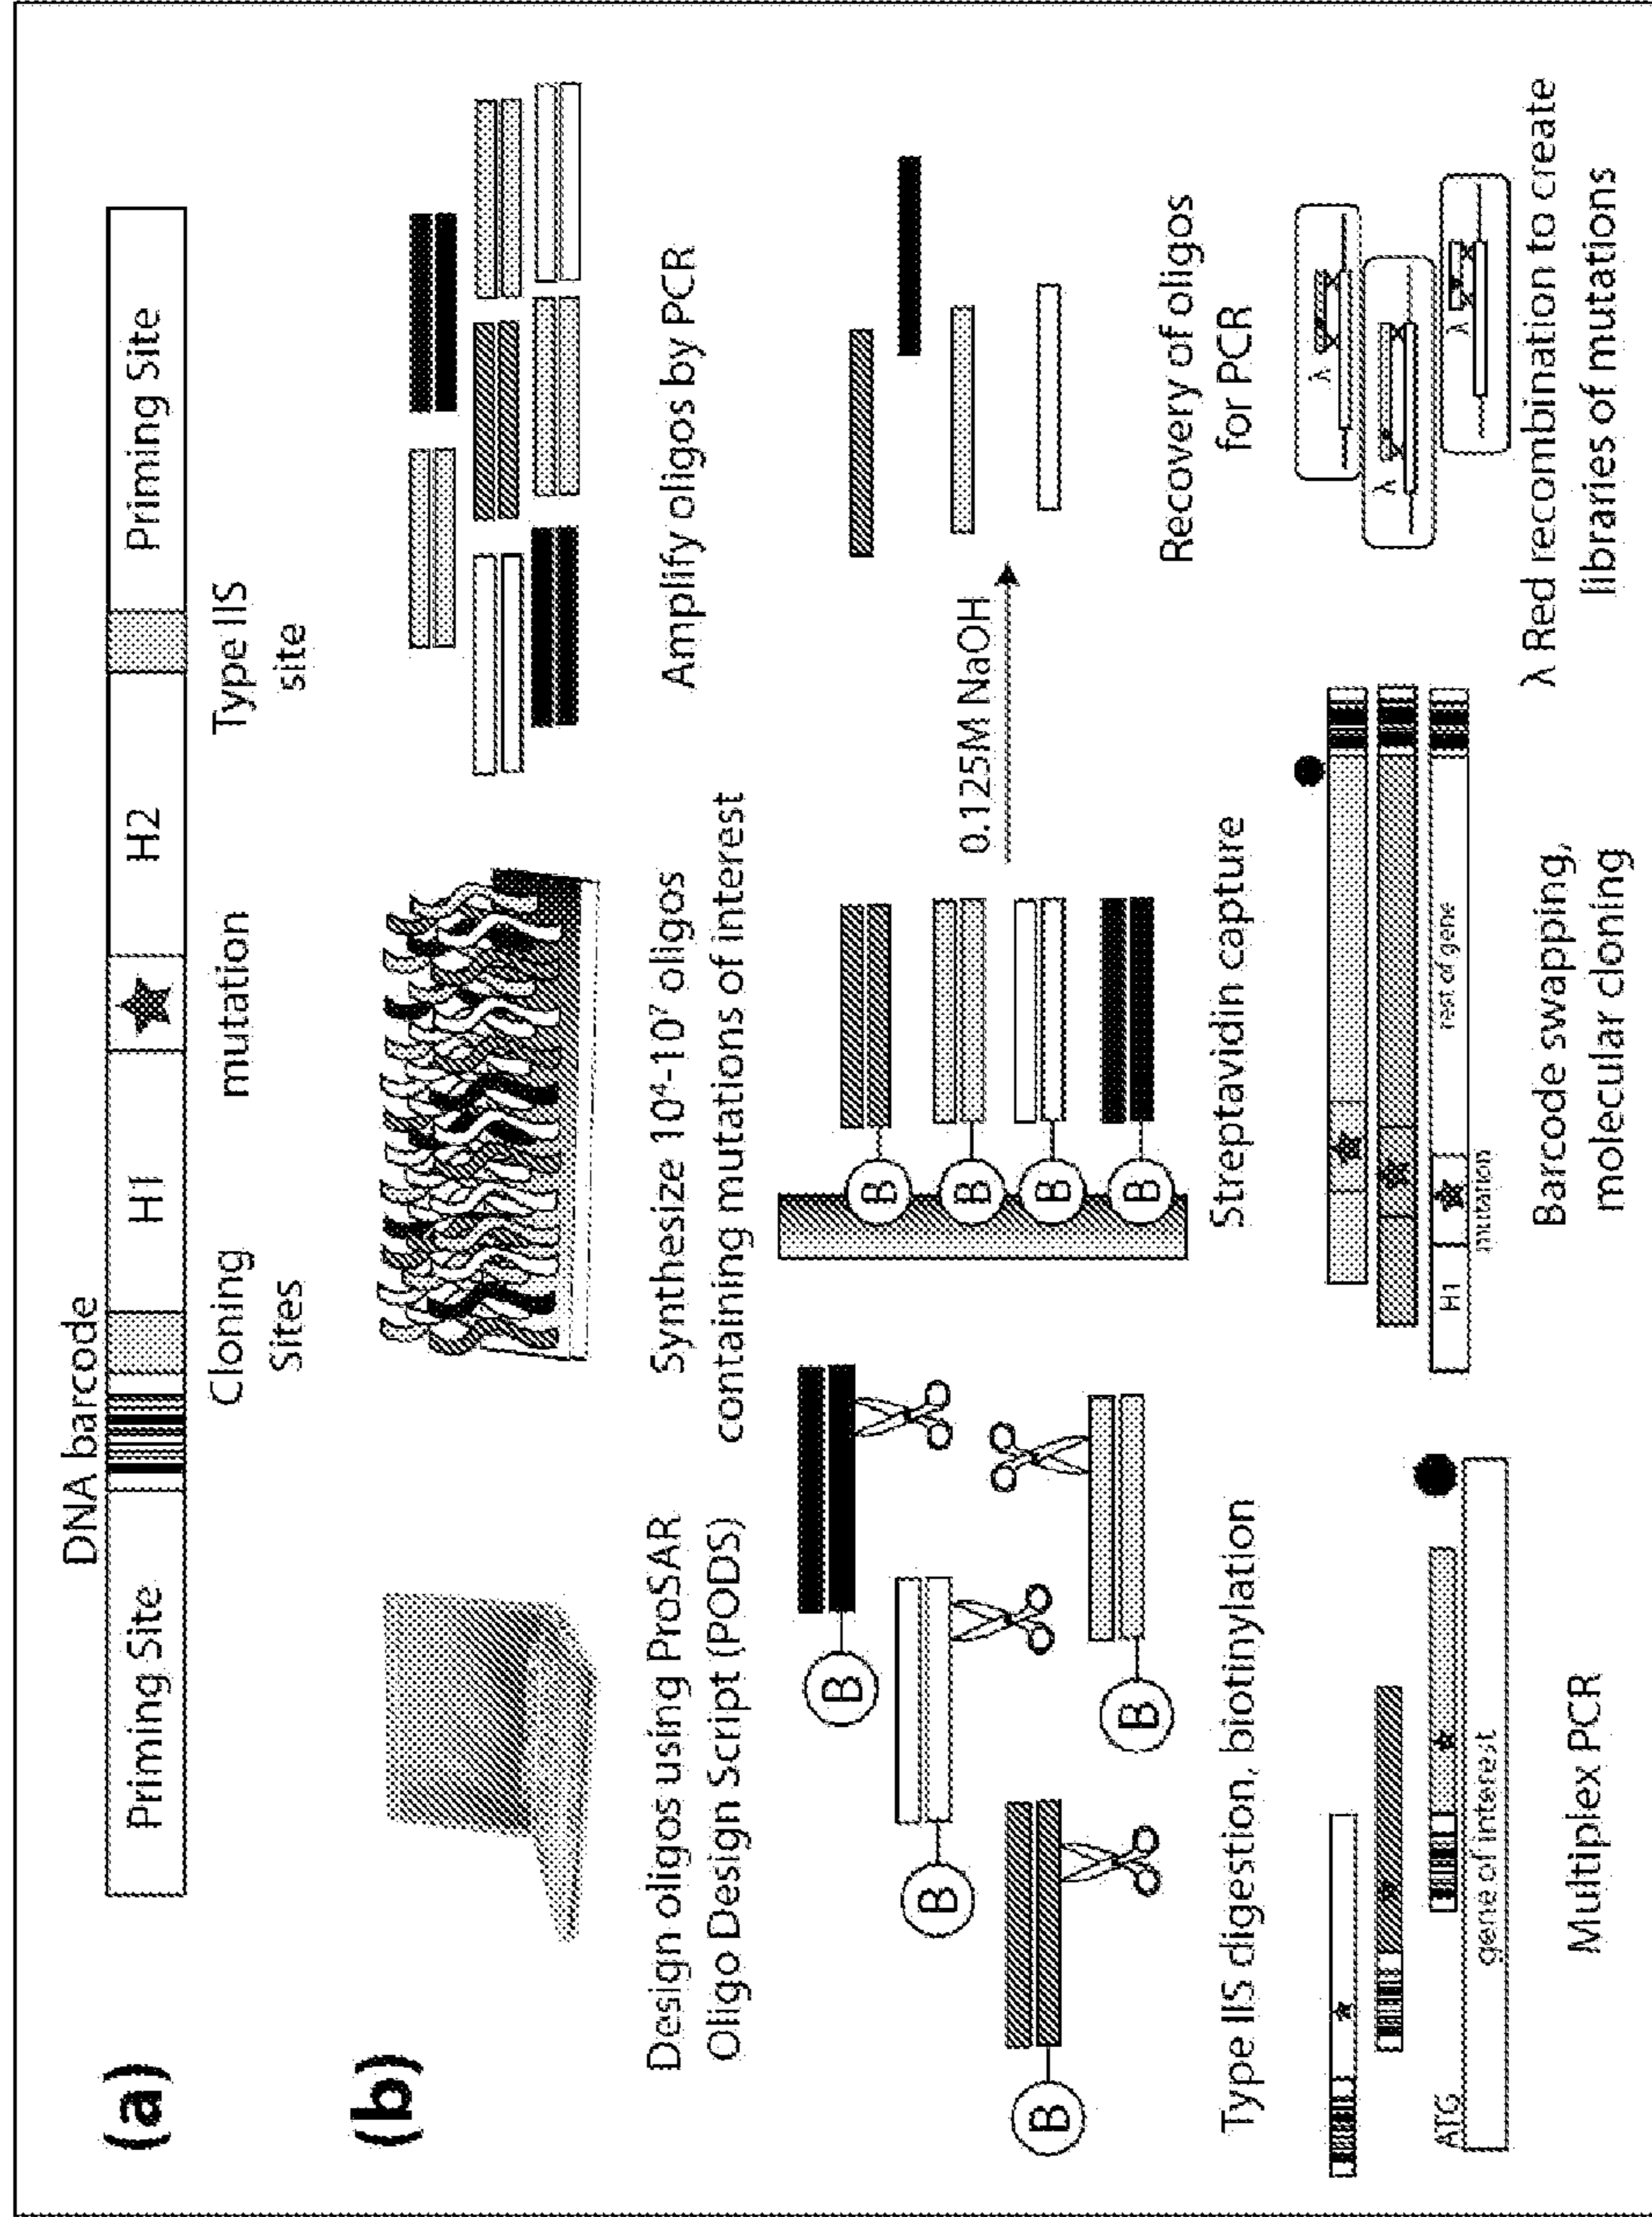 (a)
DNA barcode
Priming Site
H1
H2
Priming Site
Cloning
Sites
mutation
Type IIS
site
(b)
Design oligos using ProSAR
Oligo Design Script (PODS)
Synthesize 10⁴-10⁷ oligos
containing mutations of interest
Amplify oligos by PCR
B
B
B
B
Type IIS digestion, biotinylation
B
B
B
B
Streptavidin capture
0.125M NaOH
Recovery of oligos
for PCR
ATG
gene of interest
Multiplex PCR
H1
mutation
rest of gene
Barcode swapping,
molecular cloning
λ
λ
λ
λ Red recombination to create
libraries of mutations